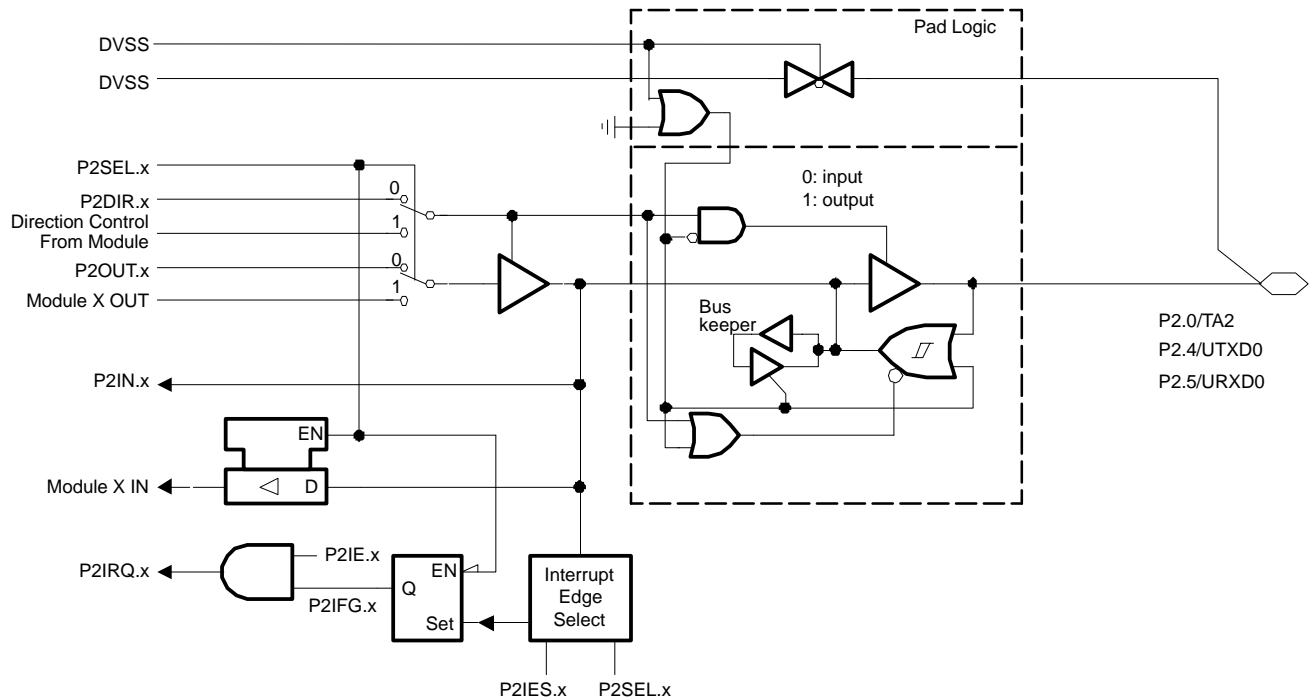 Pad Logic
DVSS
DVSS
P2SEL.x
P2DIR.x
0
Direction Control
From Module
1
0: input
1: output
P2OUT.x
0
Module X OUT
1
Bus
keeper
P2.0/TA2
P2.4/UTXD0
P2.5/URXD0
P2IN.x
EN
Module X IN
D
P2IE.x
P2IRQ.x
P2IFG.x
EN
Q
Set
Interrupt
Edge
Select
P2IES.x
P2SEL.x